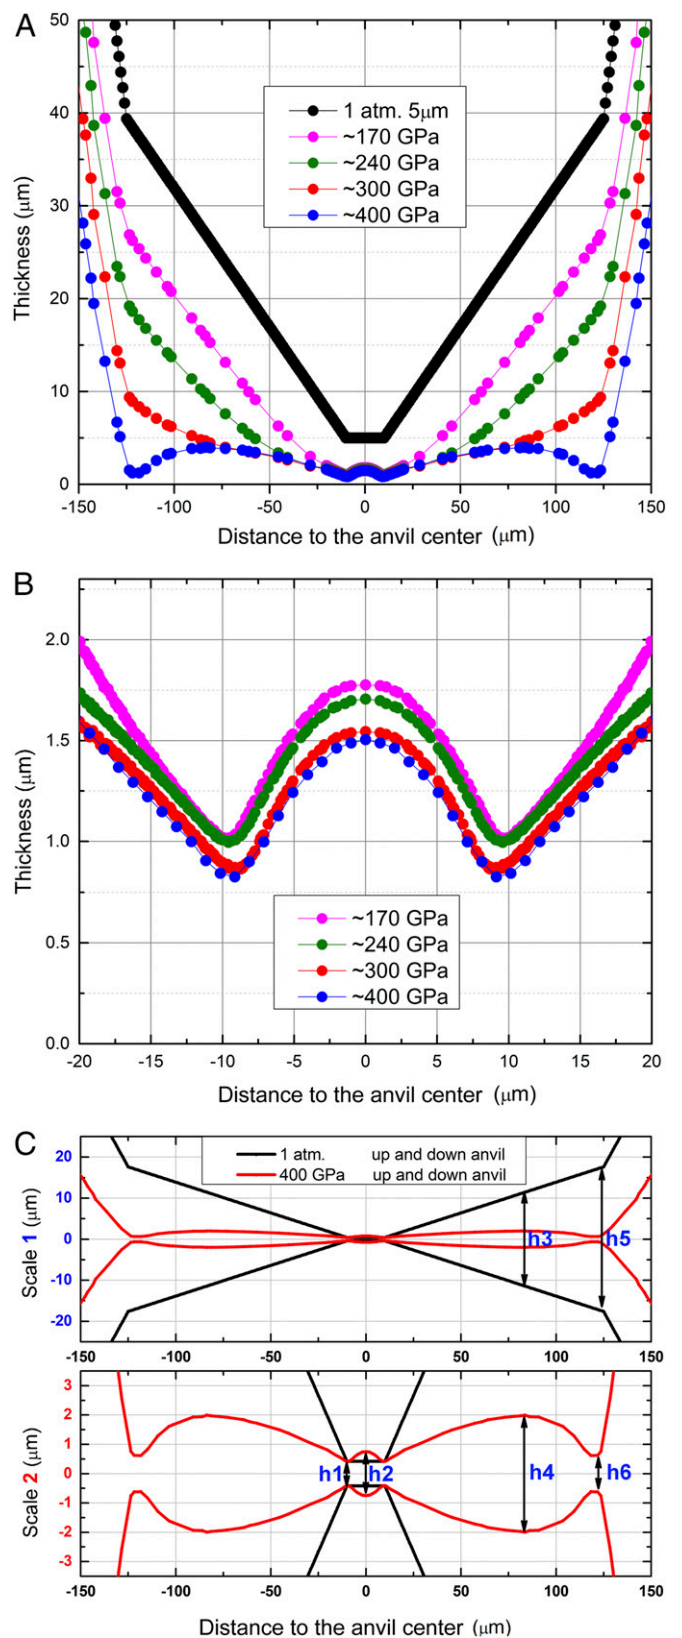 A
50
40
30
20
10
0
Thickness (μm)
1 atm. 5μm
~170 GPa
~240 GPa
~300 GPa
~400 GPa
-150 -100 -50 0 50 100 150
Distance to the anvil center (μm)
B
2.0
1.5
1.0
0.5
0.0
Thickness (μm)
~170 GPa
~240 GPa
~300 GPa
~400 GPa
-20 -15 -10 -5 0 5 10 15 20
Distance to the anvil center (μm)
C
1 atm. up and down anvil
400 GPa up and down anvil
20
10
0
-10
-20
Scale 1 (μm)
h3 h5
-150 -100 -50 0 50 100 150
3
2
1
0
-1
-2
-3
Scale 2 (μm)
h1 h2 h4 h6
-150 -100 -50 0 50 100 150
Distance to the anvil center (μm)